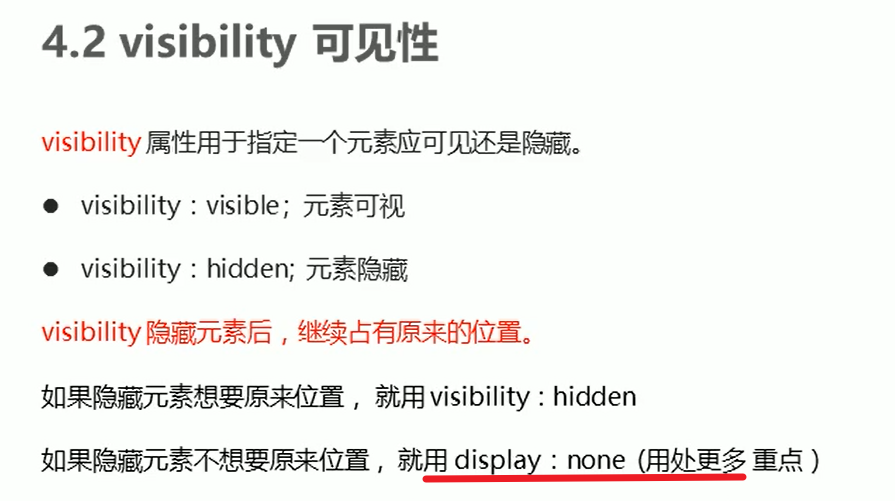 4.2 visibility 可见性
visibility 属性用于指定一个元素应可见还是隐藏。
● visibility：visible； 元素可视
● visibility：hidden; 元素隐藏
visibility 隐藏元素后，继续占有原来的位置。
如果隐藏元素想要原来位置， 就用 visibility：hidden
如果隐藏元素不想要原来位置， 就用 display：none (用处更多 重点）